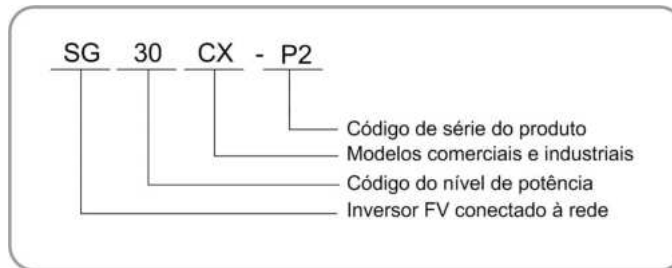 SG 30 CX - P2
Código de série do produto
Modelos comerciais e industriais
Código do nível de potência
Inversor FV conectado à rede